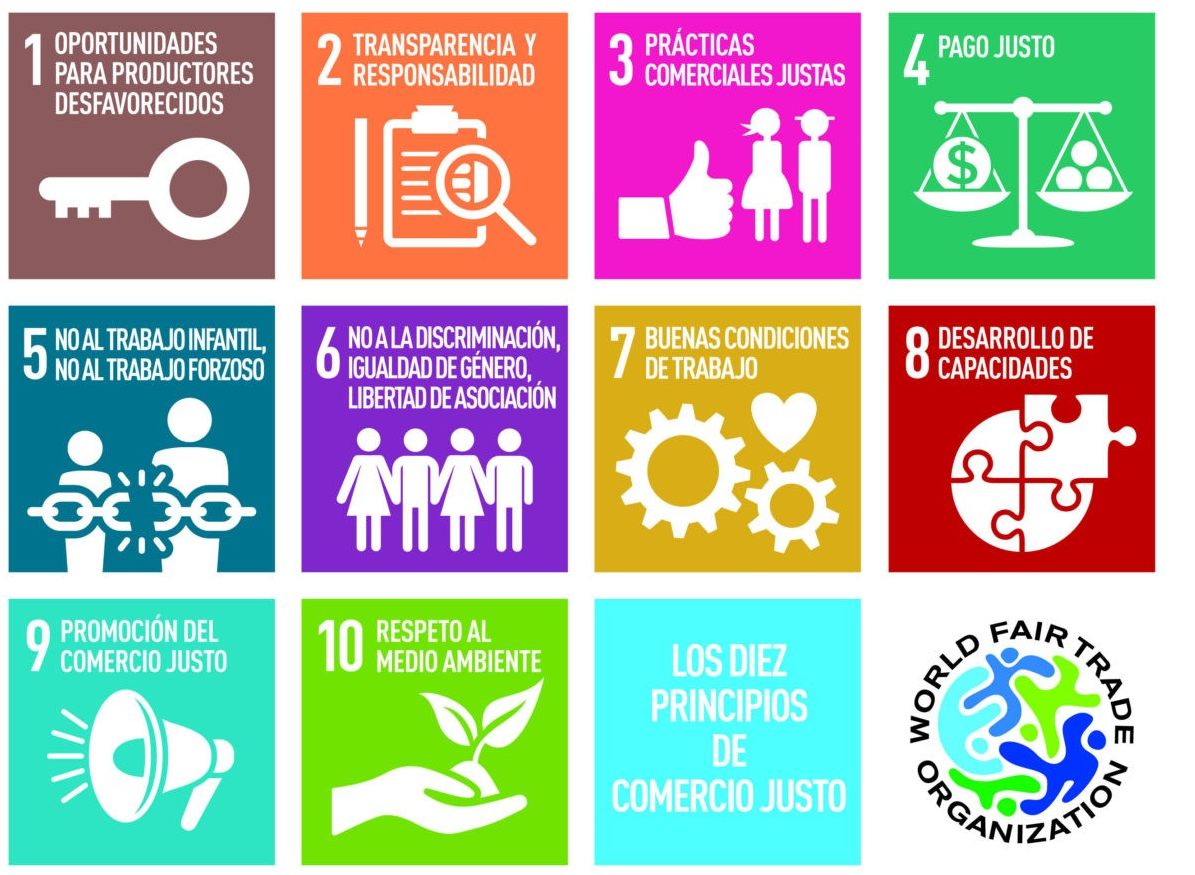 1 OPORTUNIDADES
PARA PRODUCTORES
DESFAVORECIDOS
2 TRANSPARENCIA Y
RESPONSABILIDAD
3 PRÁCTICAS
COMERCIALES JUSTAS
4 PAGO JUSTO
$
5 NO AL TRABAJO INFANTIL,
NO AL TRABAJO FORZOSO
6 NO A LA DISCRIMINACIÓN,
IGUALDAD DE GÉNERO,
LIBERTAD DE ASOCIACIÓN
7 BUENAS CONDICIONES
DE TRABAJO
8 DESARROLLO DE
CAPACIDADES
9 PROMOCIÓN DEL
COMERCIO JUSTO
10 RESPETO AL
MEDIO AMBIENTE
LOS DIEZ
PRINCIPIOS
DE
COMERCIO JUSTO
WORLD FAIR TRADE
ORGANIZATION